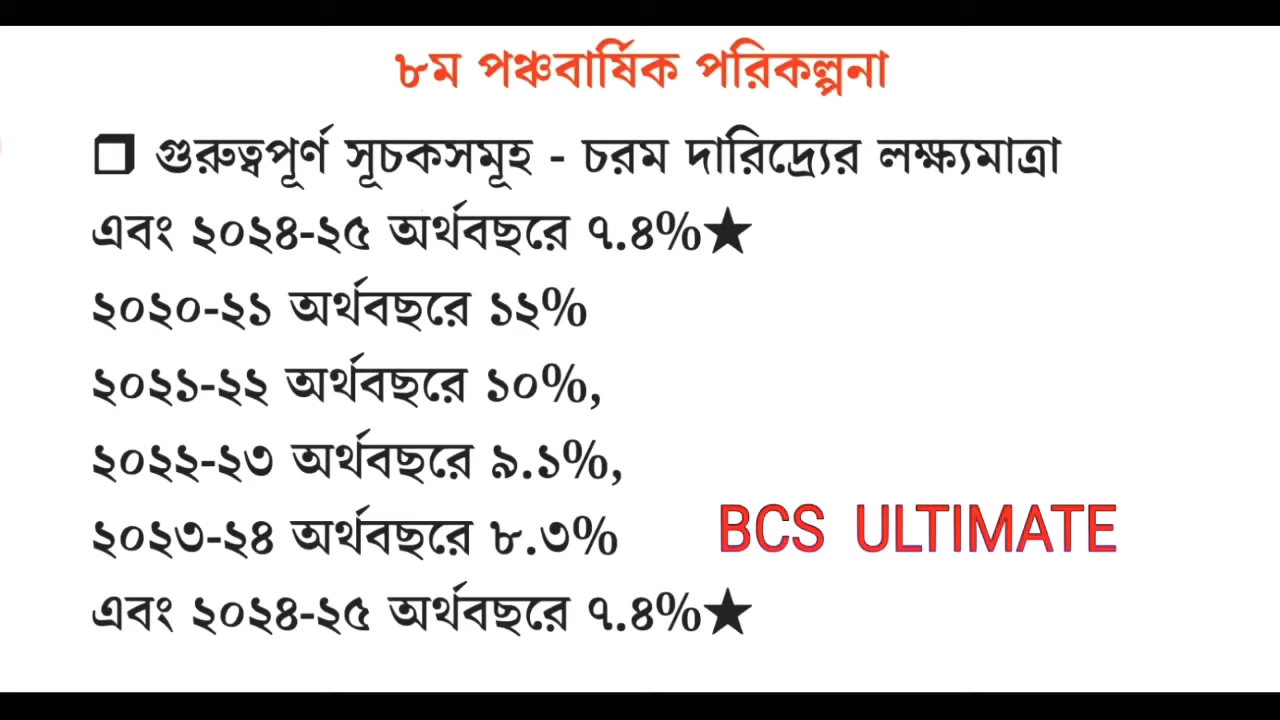 ৮ম পঞ্চবার্ষিক পরিকল্পনা
❒ গুরুত্বপূর্ণ সূচকসমূহ - চরম দারিদ্র্যের লক্ষ্যমাত্রা
এবং ২০২৪-২৫ অর্থবছরে ৭.৪%★
২০২০-২১ অর্থবছরে ১২%
২০২১-২২ অর্থবছরে ১০%,
২০২২-২৩ অর্থবছরে ৯.১%,
২০২৩-২৪ অর্থবছরে ৮.৩%
BCS ULTIMATE
এবং ২০২৪-২৫ অর্থবছরে ৭.৪%★